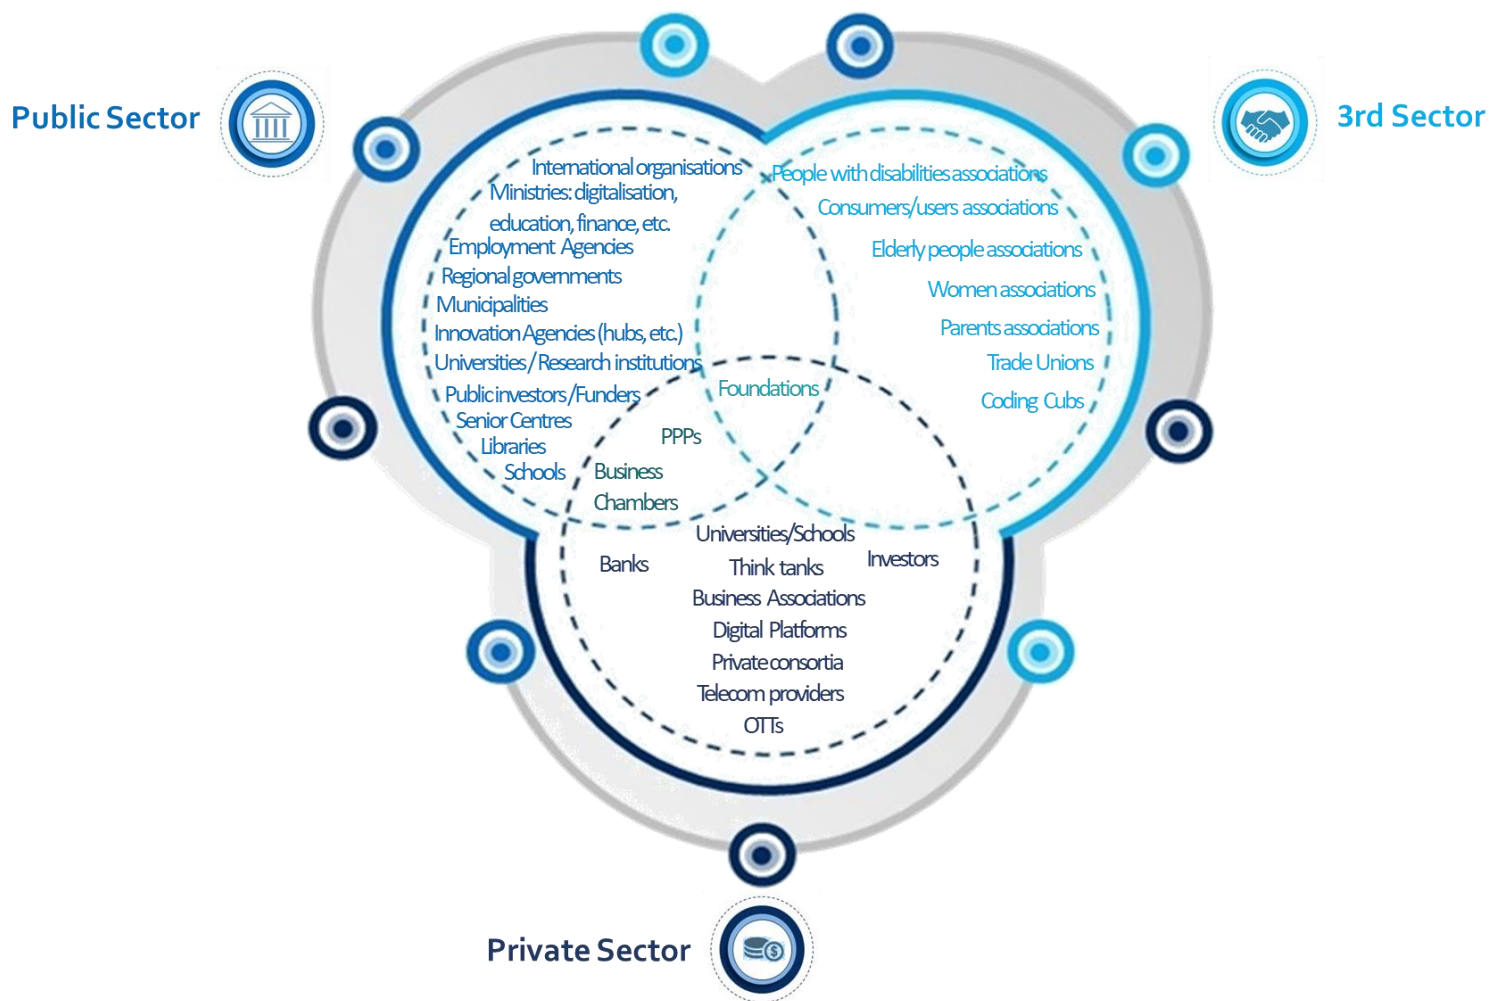 Public Sector
3rd Sector
International organisations
Ministries: digitalisation,
education, finance, etc.
Employment Agencies
Regional governments
Municipalities
Innovation Agencies (hubs, etc.)
Universities / Research institutions
Public investors /Funders
Senior Centres
Libraries
Schools
People with disabilities associations
Consumers/users associations
Elderly people associations
Women associations
Parents associations
Trade Unions
Coding Cubs
Foundations
PPPs
Business
Chambers
Universities/Schools
Banks
Think tanks
Investors
Business Associations
Digital Platforms
Private consortia
Telecom providers
OTTs
$
Private Sector